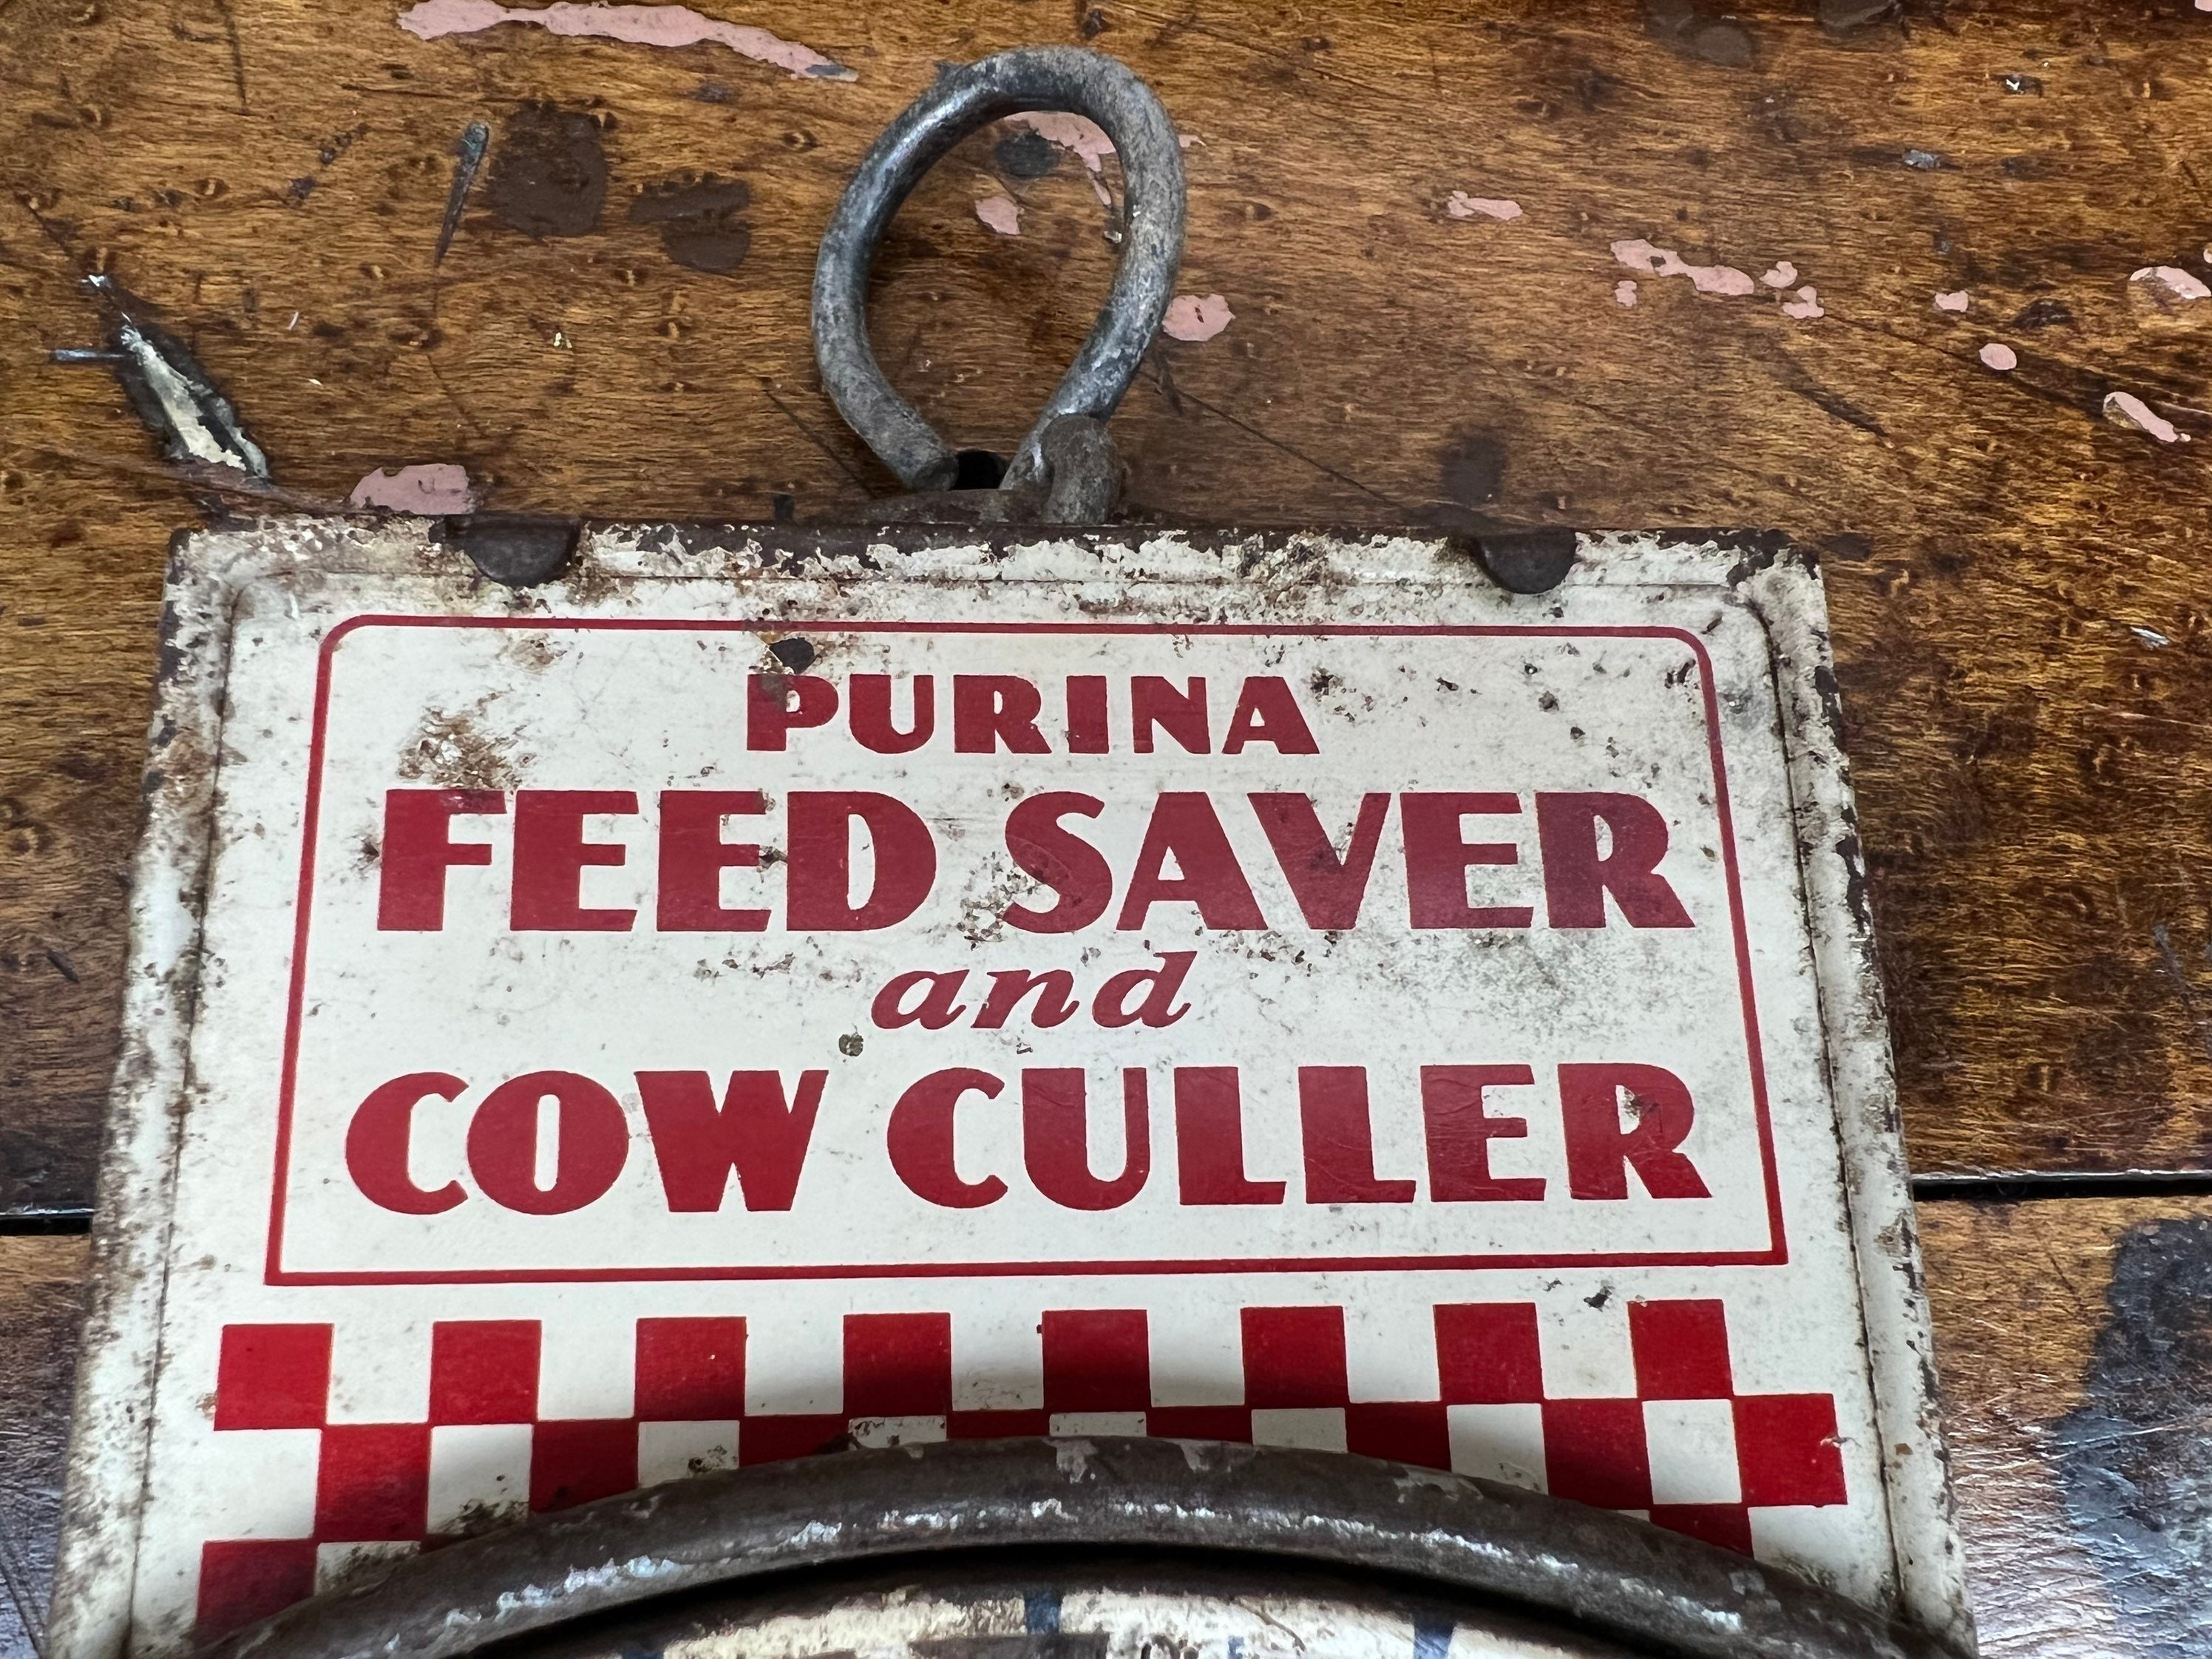 PURINA
FEED SAVER
and
COW CULLER